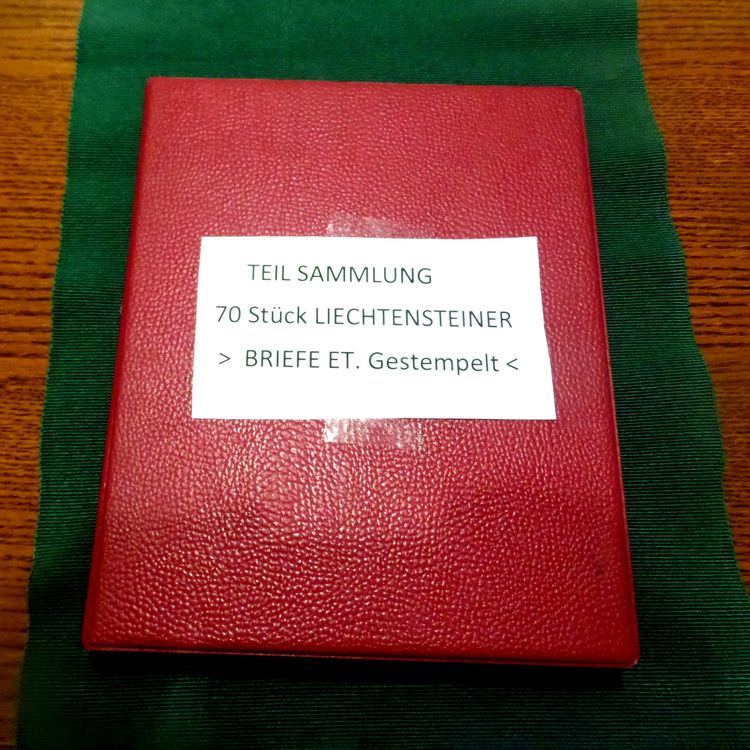 TEIL SAMMLUNG
70 Stück LIECHTENSTEINER
> BRIEFE ET. Gestempelt <